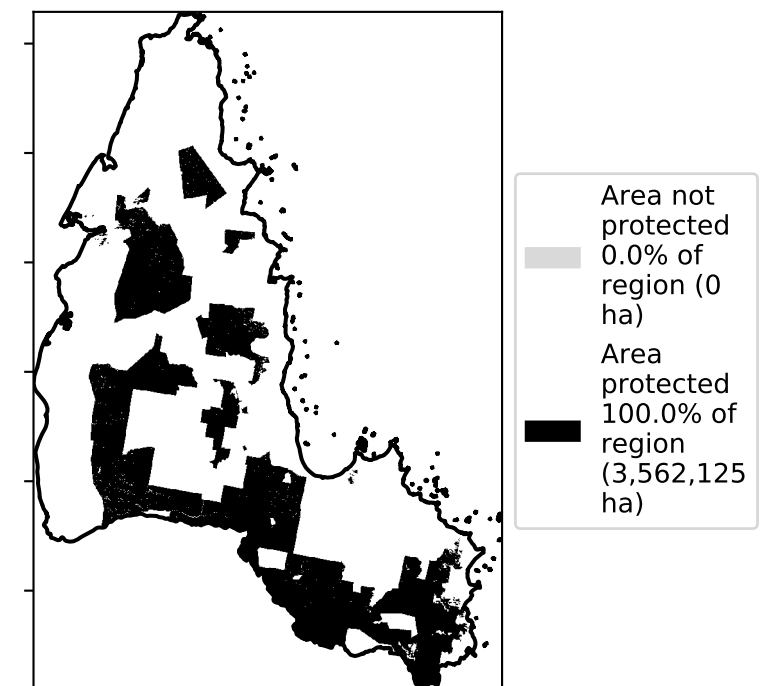 Area not
protected
0.0% of
region (0
ha)
Area
protected
100.0% of
region
(3,562,125
ha)